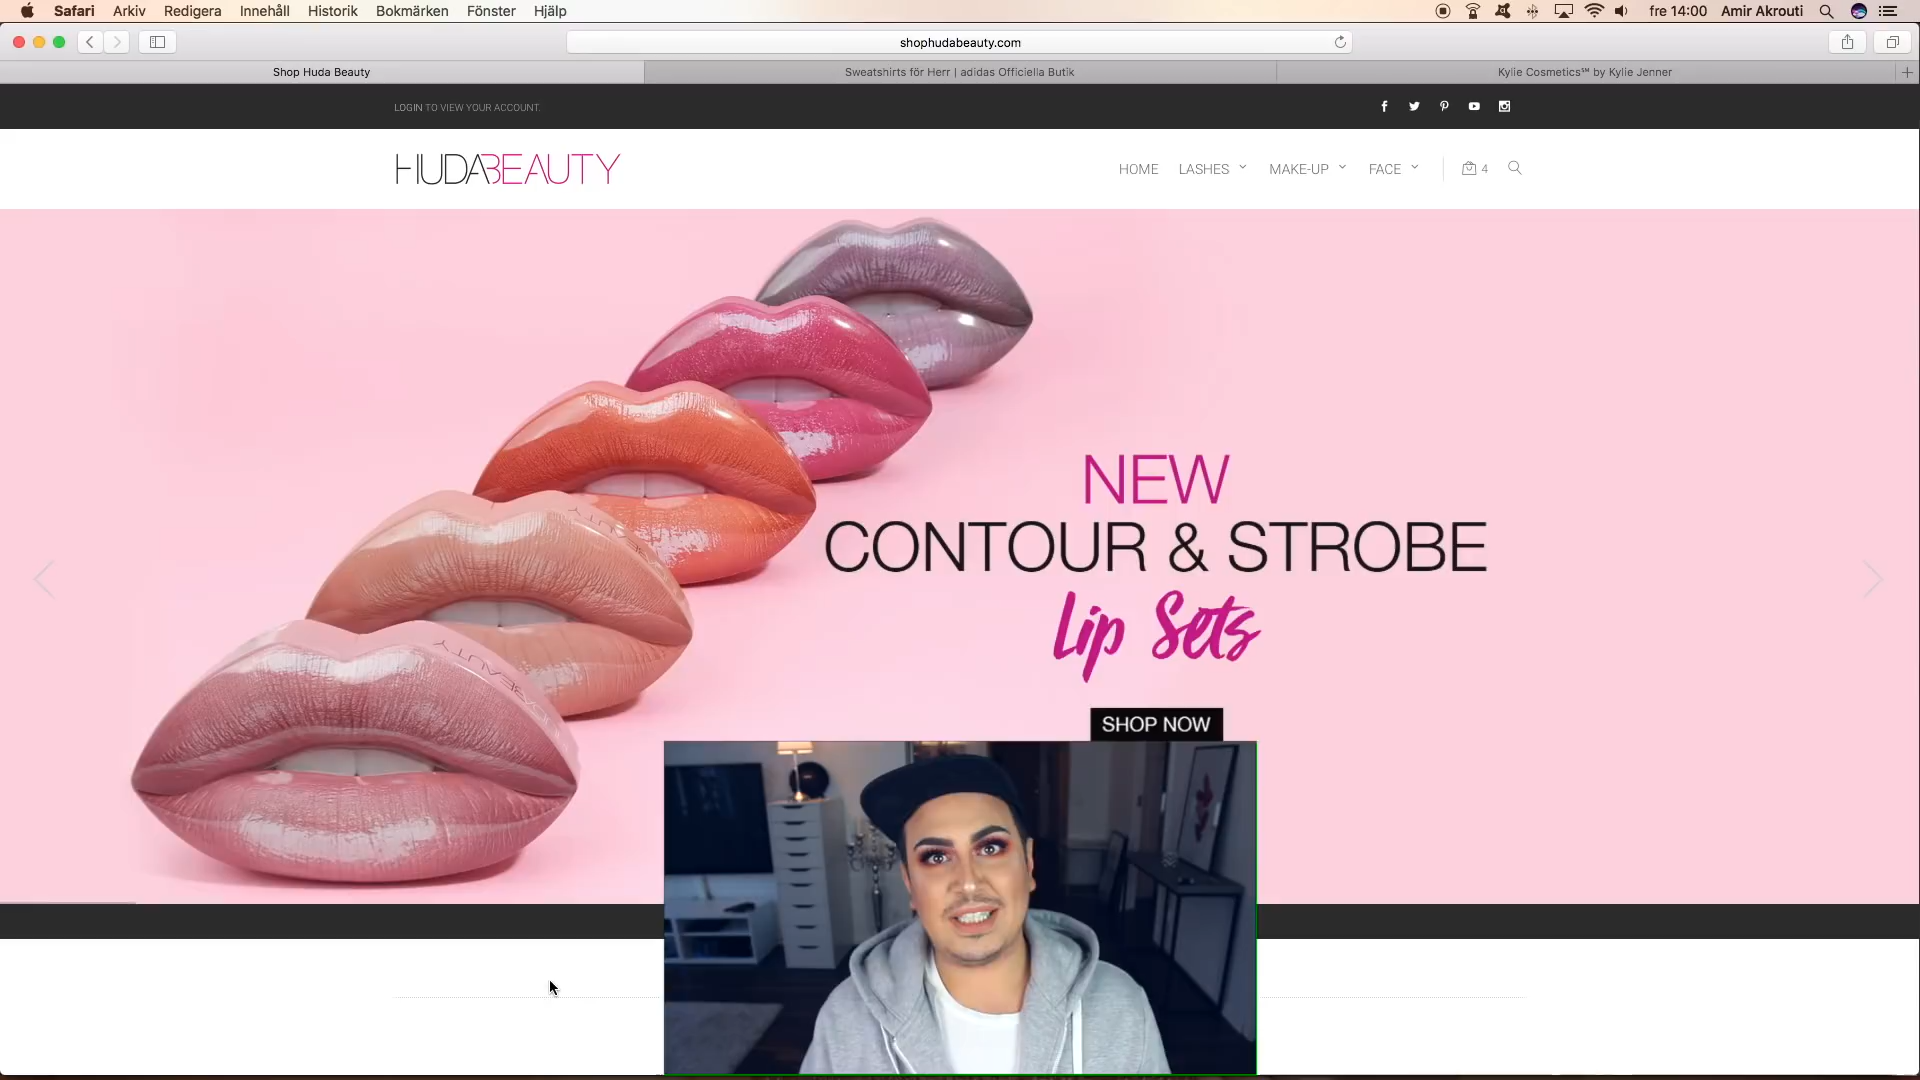 Safari Arkiv Redigera Innehåll Historik Bokmärken Fönster Hjälp fre 14:00 Amir Akrouti
shophudabeauty.com
Shop Huda Beauty Sweatshirts för Herr | adidas Officiella Butik Kylie Cosmetics℠ by Kylie Jenner
LOGIN TO VIEW YOUR ACCOUNT.
HUDABEAUTY HOME LASHES MAKE-UP FACE 4
NEW
CONTOUR & STROBE
Lip Sets
SHOP NOW